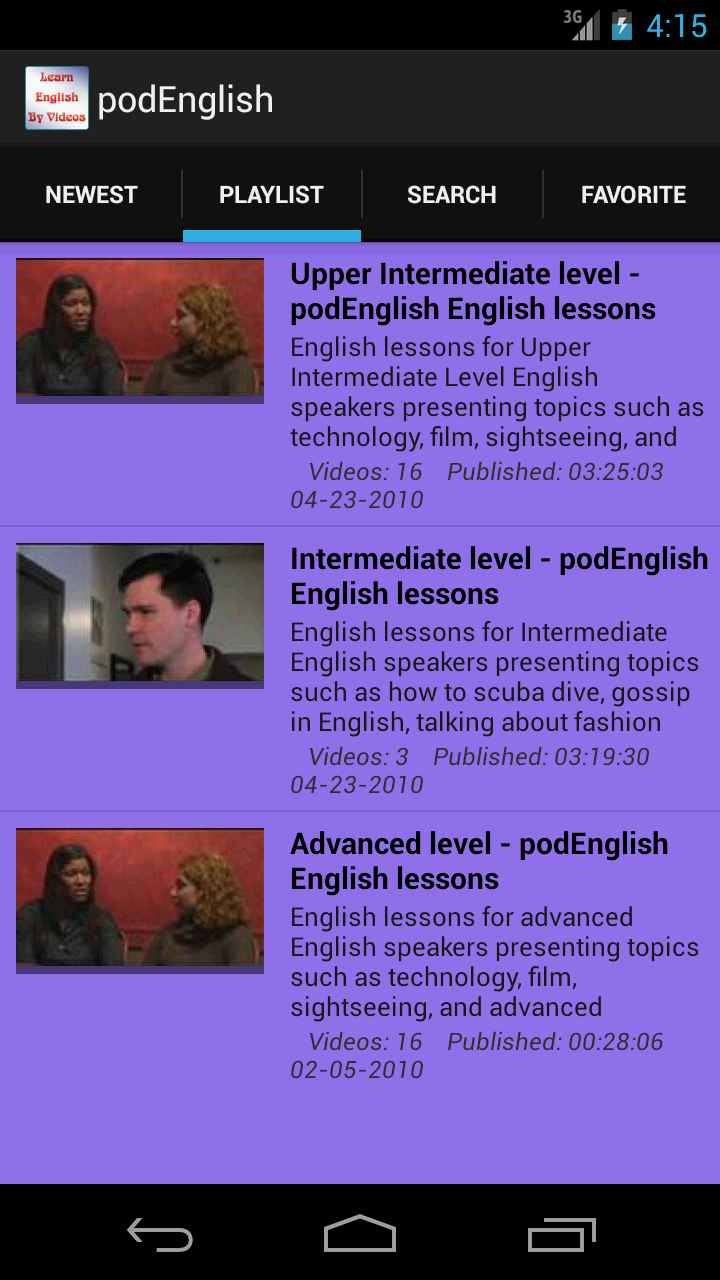 3G 4:15
Learn
English
By Videos
podEnglish
NEWEST PLAYLIST SEARCH FAVORITE
Upper Intermediate level -
podEnglish English lessons
English lessons for Upper
Intermediate Level English
speakers presenting topics such as
technology, film, sightseeing, and
Videos: 16 Published: 03:25:03
04-23-2010
Intermediate level - podEnglish
English lessons
English lessons for Intermediate
English speakers presenting topics
such as how to scuba dive, gossip
in English, talking about fashion
Videos: 3 Published: 03:19:30
04-23-2010
Advanced level - podEnglish
English lessons
English lessons for advanced
English speakers presenting topics
such as technology, film,
sightseeing, and advanced
Videos: 16 Published: 00:28:06
02-05-2010